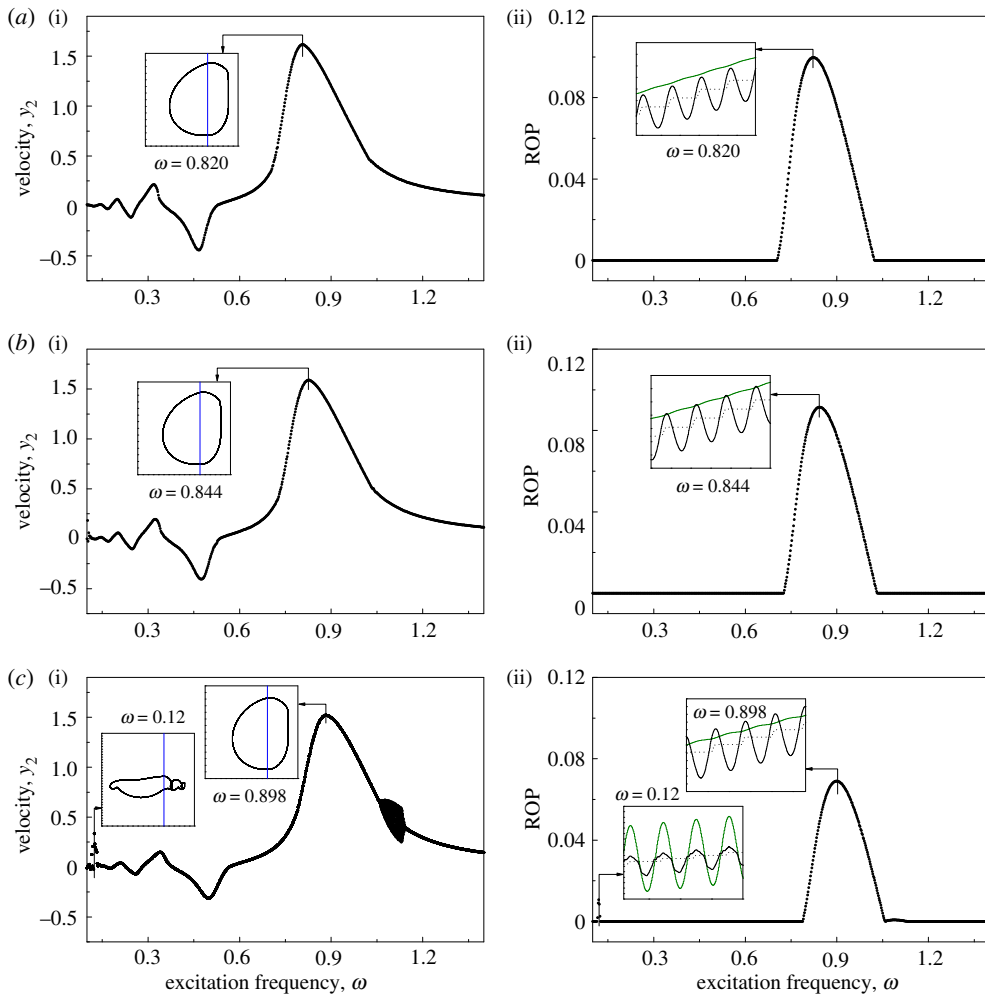 (a) (i)
velocity, y2
1.5
1.0
0.5
0
–0.5
ω = 0.820
0.3 0.6 0.9 1.2
(ii)
ROP
0.12
0.08
0.04
0
ω = 0.820
0.3 0.6 0.9 1.2
(b) (i)
velocity, y2
1.5
1.0
0.5
0
–0.5
ω = 0.844
0.3 0.6 0.9 1.2
(ii)
ROP
0.12
0.08
0.04
0
ω = 0.844
0.3 0.6 0.9 1.2
(c) (i)
velocity, y2
1.5
1.0
0.5
0
–0.5
ω = 0.12
ω = 0.898
0.3 0.6 0.9 1.2
excitation frequency, ω
(ii)
ROP
0.12
0.08
0.04
0
ω = 0.898
ω = 0.12
0.3 0.6 0.9 1.2
excitation frequency, ω